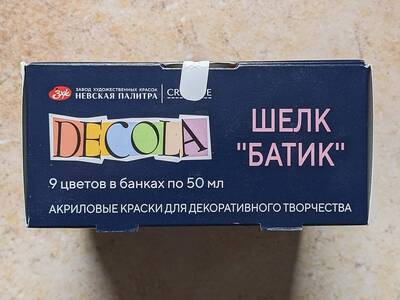 ЗАВОД ХУДОЖЕСТВЕННЫХ КРАСОК
НЕВСКАЯ ПАЛИТРА
DECOLA
ШЕЛК
"БАТИК"
9 цветов в банках по 50 мл
АКРИЛОВЫЕ КРАСКИ ДЛЯ ДЕКОРАТИВНОГО ТВОРЧЕСТВА